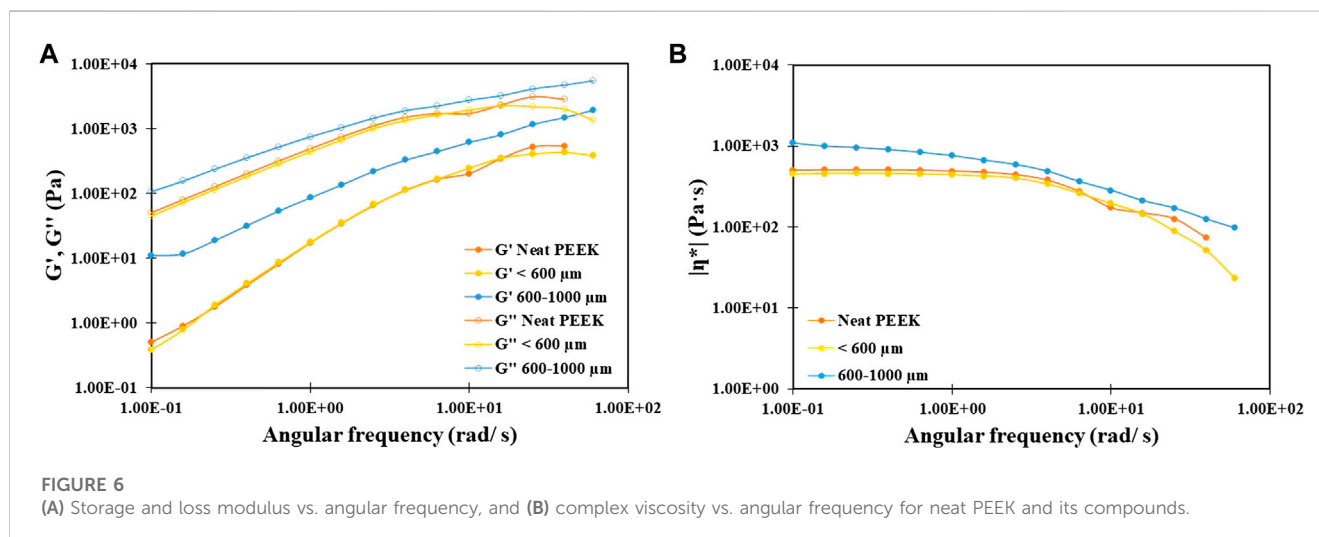 A
1.00E+04
1.00E+03
1.00E+02
1.00E+01
1.00E+00
1.00E-01
G', G'' (Pa)
G' Neat PEEK
G' < 600 µm
G' 600-1000 µm
G'' Neat PEEK
G'' < 600 µm
G'' 600-1000 µm
1.00E-01 1.00E+00 1.00E+01 1.00E+02
Angular frequency (rad/ s)
B
1.00E+04
1.00E+03
1.00E+02
1.00E+01
1.00E+00
|η*| (Pa·s)
Neat PEEK
< 600 µm
600-1000 µm
1.00E-01 1.00E+00 1.00E+01 1.00E+02
Angular frequency (rad/ s)
FIGURE 6
(A) Storage and loss modulus vs. angular frequency, and (B) complex viscosity vs. angular frequency for neat PEEK and its compounds.